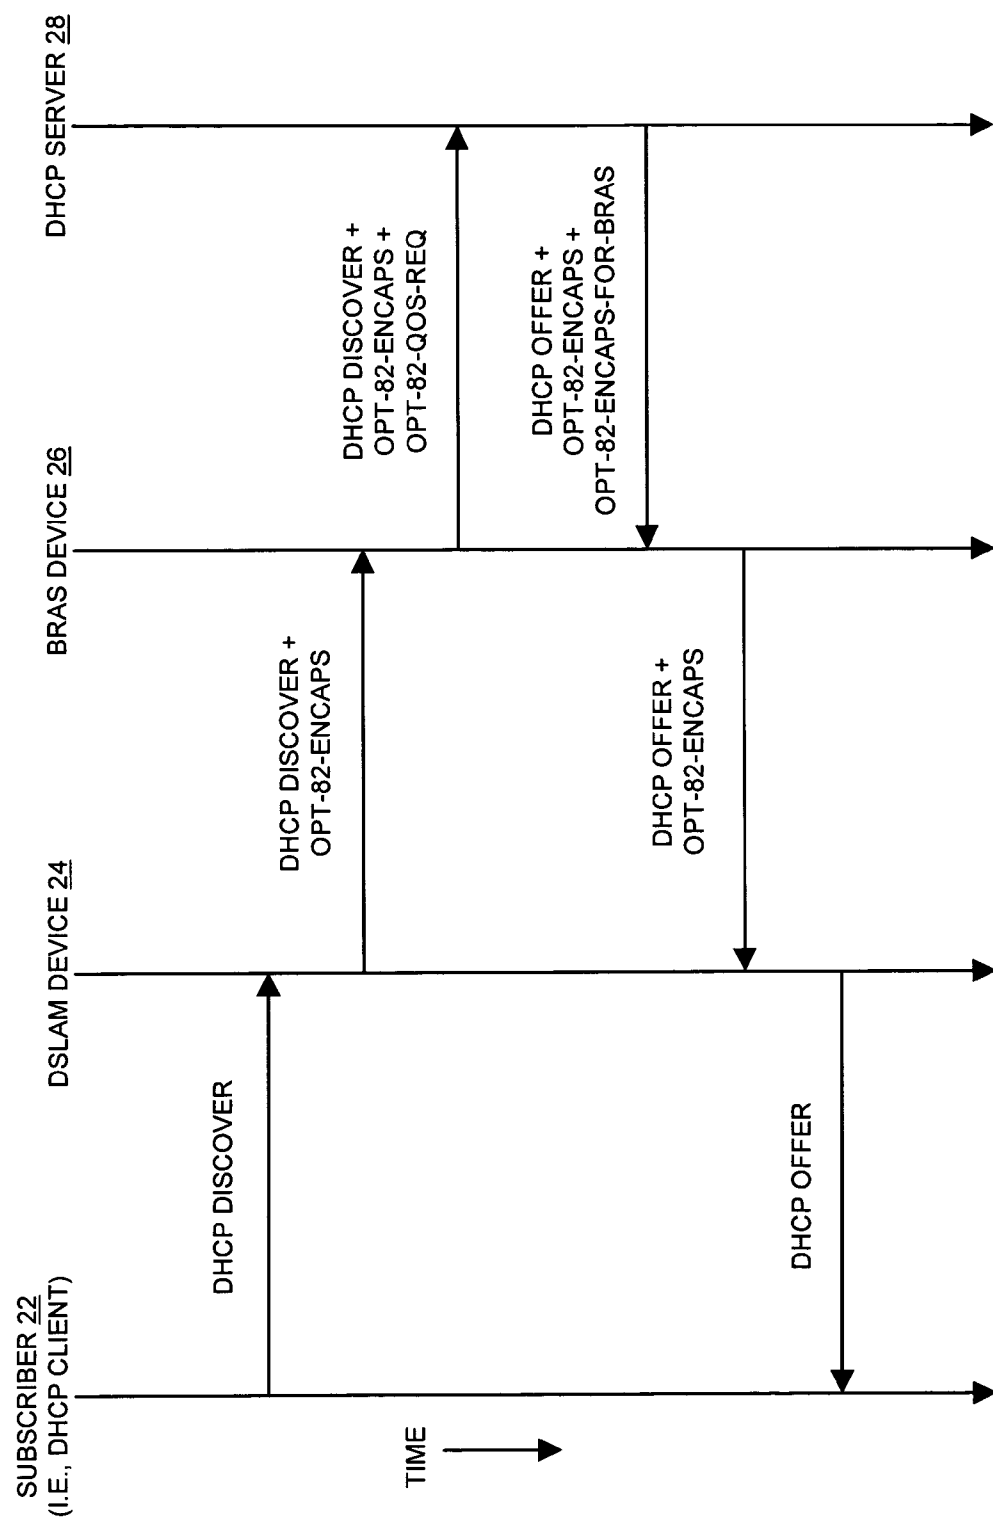 SUBSCRIBER 22
(I.E., DHCP CLIENT)
DSLAM DEVICE 24
BRAS DEVICE 26
DHCP SERVER 28
TIME
DHCP DISCOVER
DHCP DISCOVER +
OPT-82-ENCAPS
DHCP DISCOVER +
OPT-82-ENCAPS +
OPT-82-QOS-REQ
DHCP OFFER +
OPT-82-ENCAPS +
OPT-82-ENCAPS-FOR-BRAS
DHCP OFFER +
OPT-82-ENCAPS
DHCP OFFER